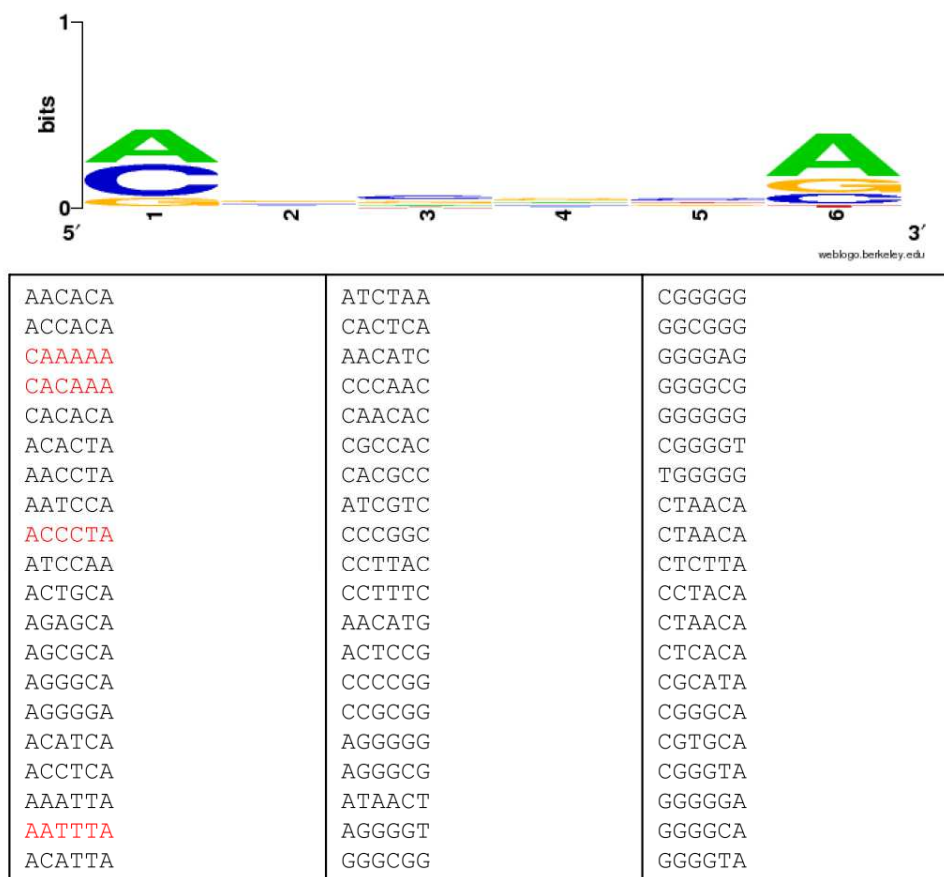 1
bits
0
1 2 3 4 5 6
5′ 3′
weblogo.berkeley.edu
AACACA ATCTAA CGGGGG
ACCACA CACTCA GGCGGG
CAAAAA AACATC GGGGAG
CACAAA CCCAAC GGGGCG
CACACA CAACAC GGGGGG
ACACTA CGCCAC CGGGGT
AACCTA CACGCC TGGGGG
AATCCA ATCGTC CTAACA
ACCCTA CCCGGC CTAACA
ATCCAA CCTTAC CTCTTA
ACTGCA CCTTTC CCTACA
AGAGCA AACATG CTAACA
AGCGCA ACTCCG CTCACA
AGGGCA CCCCGG CGCATA
AGGGGA CCGCGG CGGGCA
ACATCA AGGGGG CGTGCA
ACCTCA AGGGCG CGGGTA
AAATTA ATAACT GGGGGA
AATTTA AGGGGT GGGGCA
ACATTA GGGCGG GGGGTA